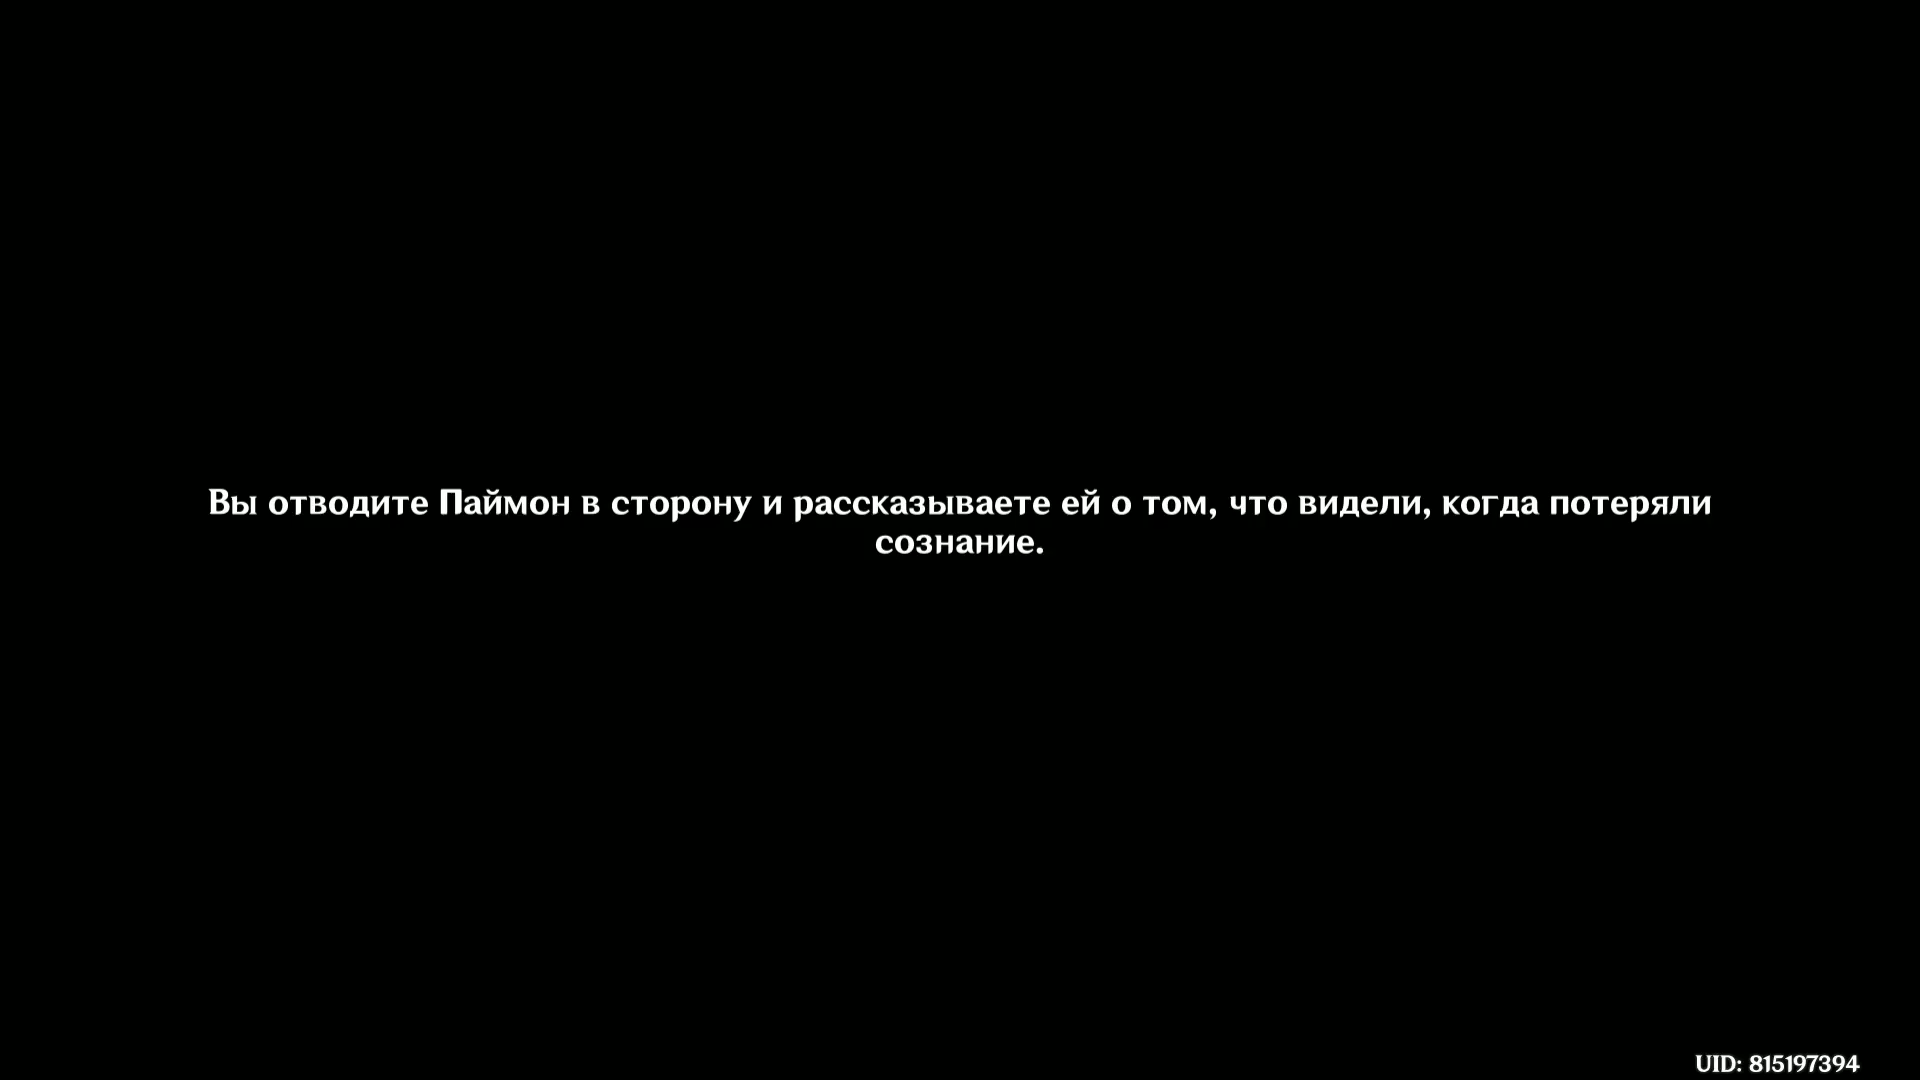 Вы отводите Паймон в сторону и рассказываете ей о том, что видели, когда потеряли
сознание.
UID: 815197394